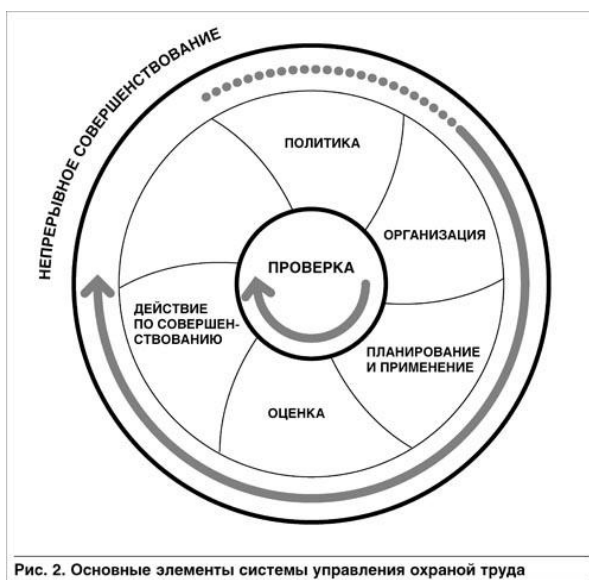 НЕПРЕРЫВНОЕ СОВЕРШЕНСТВОВАНИЕ
ПОЛИТИКА
ОРГАНИЗАЦИЯ
ПРОВЕРКА
ДЕЙСТВИЕ
ПО СОВЕРШЕН-
СТВОВАНИЮ
ПЛАНИРОВАНИЕ
И ПРИМЕНЕНИЕ
ОЦЕНКА
Рис. 2. Основные элементы системы управления охраной труда